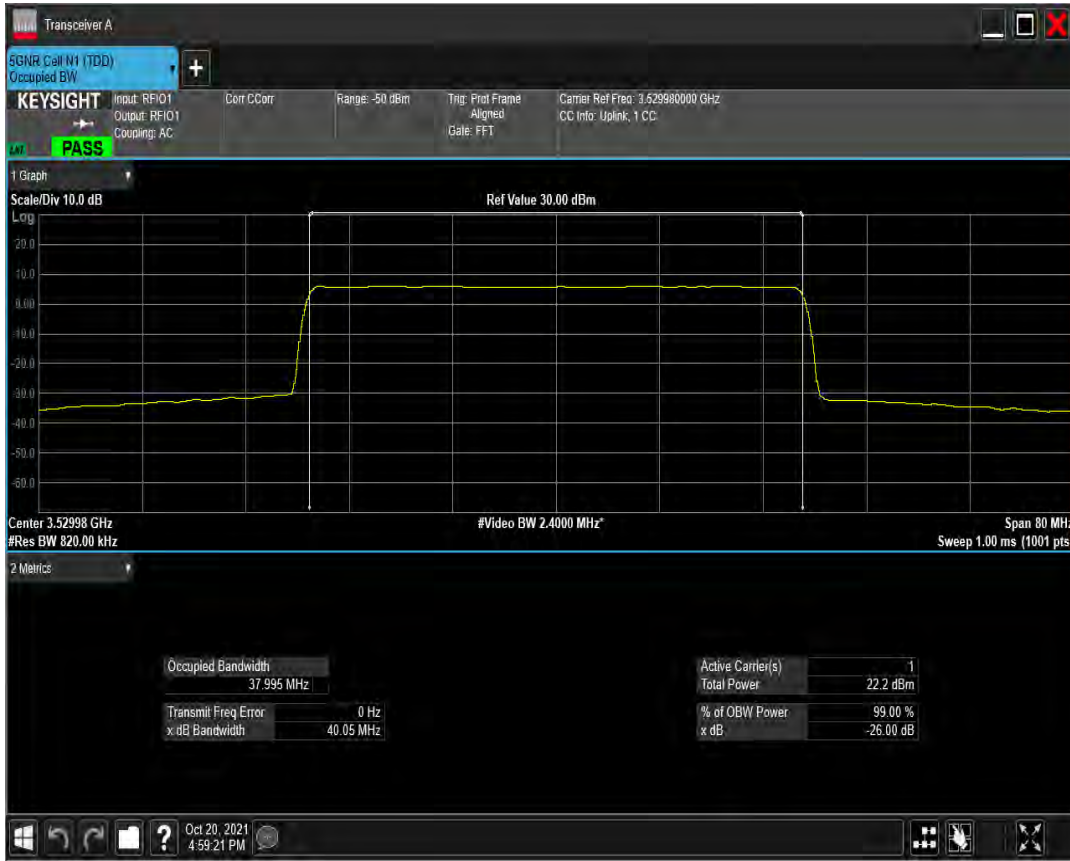 Transceiver A
5GNR Cell N1 (TDD)
Occupied BW
+
KEYSIGHT
PASS
Input: RFIO1
Output: RFIO1
Coupling: AC
Corr CCorr
Range: -50 dBm
Trig: Prot Frame
Aligned
Gate: FFT
Carrier Ref Freq: 3.529980000 GHz
CC Info: Uplink, 1 CC
1 Graph
Scale/Div 10.0 dB
Ref Value 30.00 dBm
Log
20.0
10.0
0.00
-10.0
-20.0
-30.0
-40.0
-50.0
-60.0
Center 3.52998 GHz
#Video BW 2.4000 MHz*
Span 80 MHz
#Res BW 820.00 kHz
Sweep 1.00 ms (1001 pts
2 Metrics
Occupied Bandwidth
37.995 MHz
Transmit Freq Error 0 Hz
x dB Bandwidth 40.05 MHz
Active Carrier(s) 1
Total Power 22.2 dBm
% of OBW Power 99.00 %
x dB -26.00 dB
?
Oct 20, 2021
4:59:21 PM